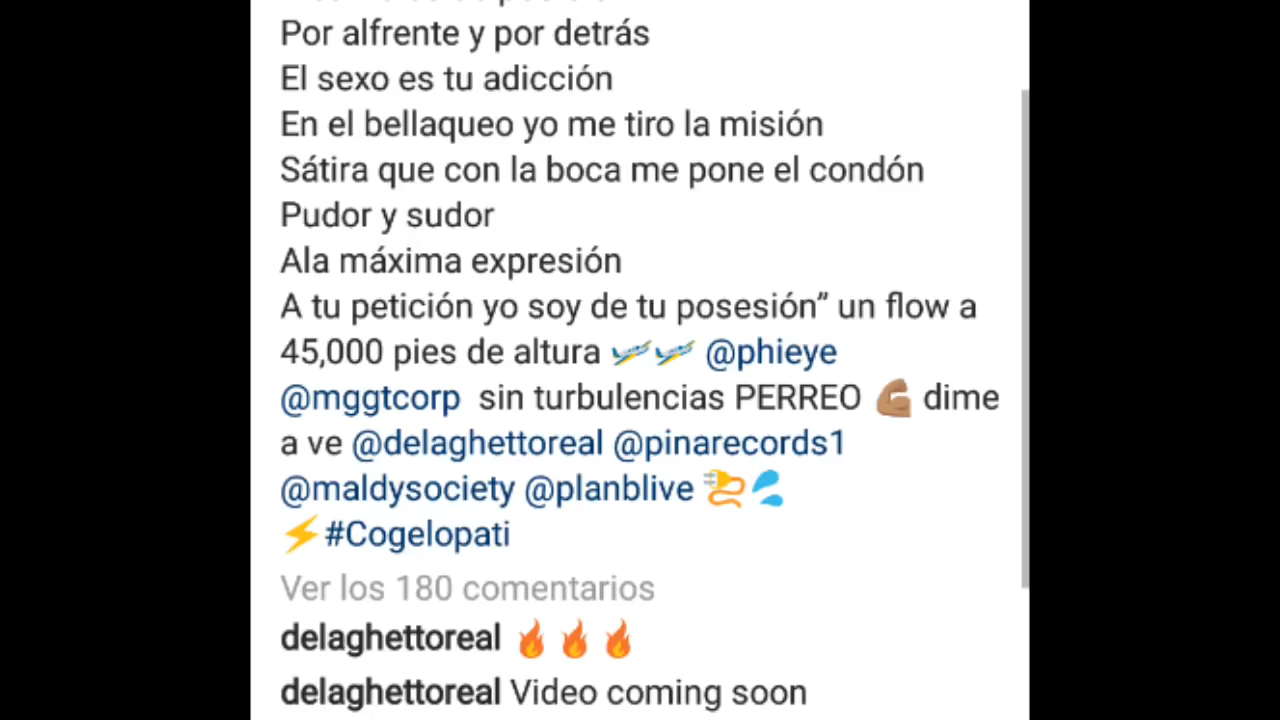 Por alfrente y por detrás
El sexo es tu adicción
En el bellaqueo yo me tiro la misión
Sátira que con la boca me pone el condón
Pudor y sudor
Ala máxima expresión
A tu petición yo soy de tu posesión” un flow a
45,000 pies de altura 🛩🛩 @phieye
@mggtcorp sin turbulencias PERREO 💪🏽 dime
a ve @delaghettoreal @pinarecords1
@maldysociety @planblive 🔌💦
⚡#Cogelopati
Ver los 180 comentarios
delaghettoreal 🔥🔥🔥
delaghettoreal Video coming soon